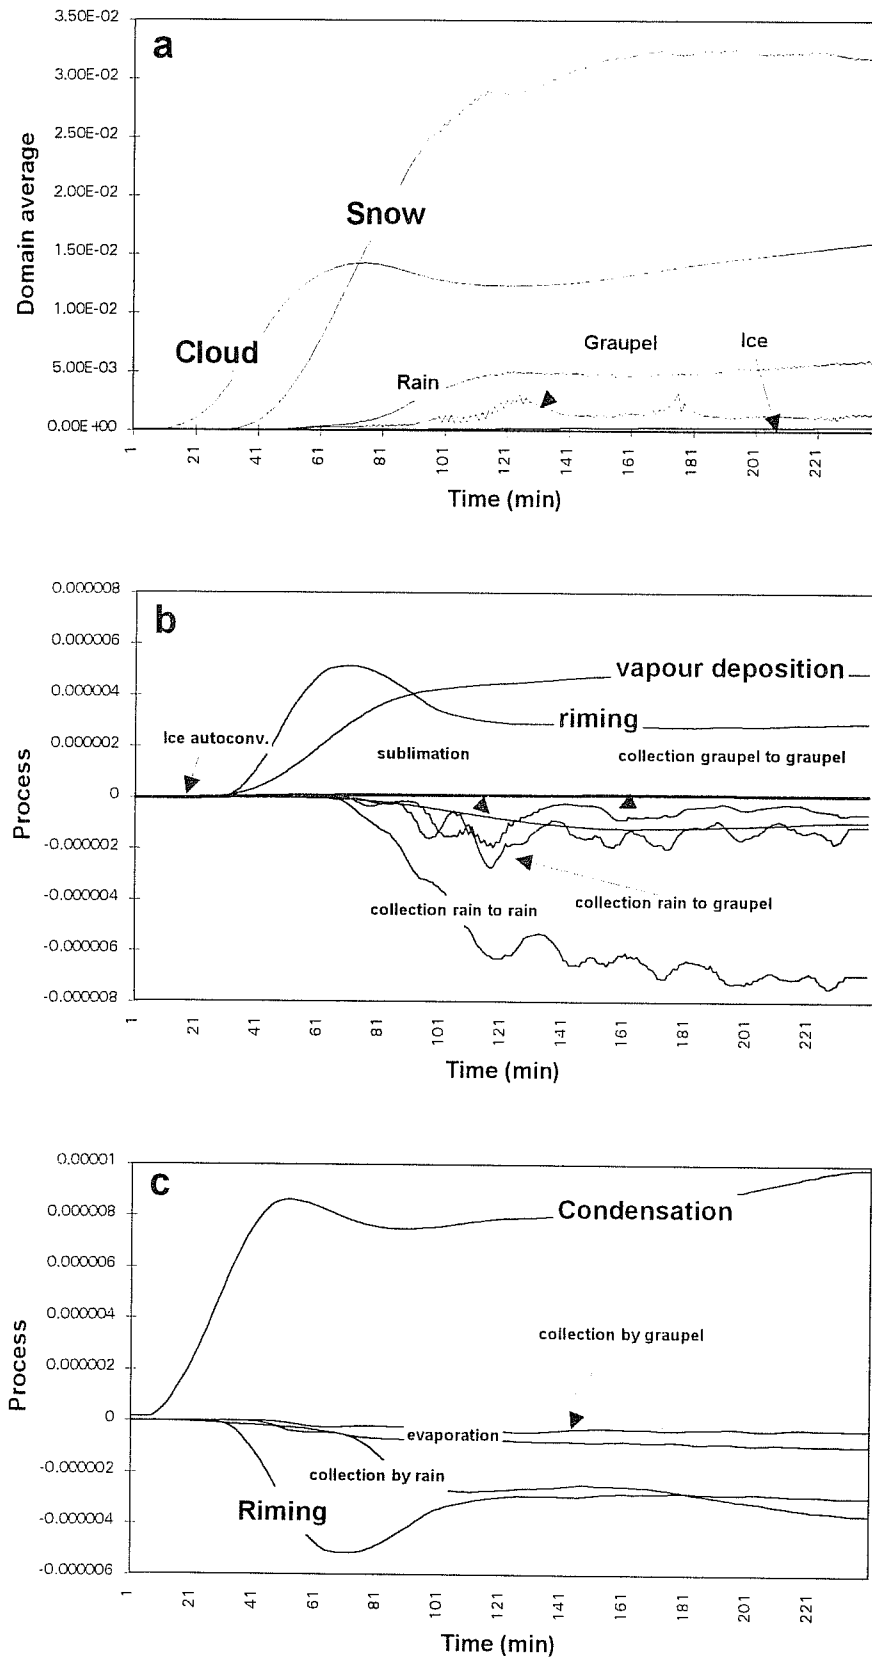 a
3.50E-02
3.00E-02
2.50E-02
2.00E-02
1.50E-02
1.00E-02
5.00E-03
0.00E+00
Domain average
Snow
Cloud
Rain
Graupel
Ice
1 21 41 61 81 101 121 141 161 181 201 221
Time (min)
b
0.000008
0.000006
0.000004
0.000002
0
-0.000002
-0.000004
-0.000006
-0.000008
Process
vapour deposition
riming
Ice autoconv.
sublimation
collection graupel to graupel
collection rain to rain
collection rain to graupel
1 21 41 61 81 101 121 141 161 181 201 221
Time (min)
c
0.00001
0.000008
0.000006
0.000004
0.000002
0
-0.000002
-0.000004
-0.000006
Process
Condensation
collection by graupel
evaporation
collection by rain
Riming
1 21 41 61 81 101 121 141 161 181 201 221
Time (min)